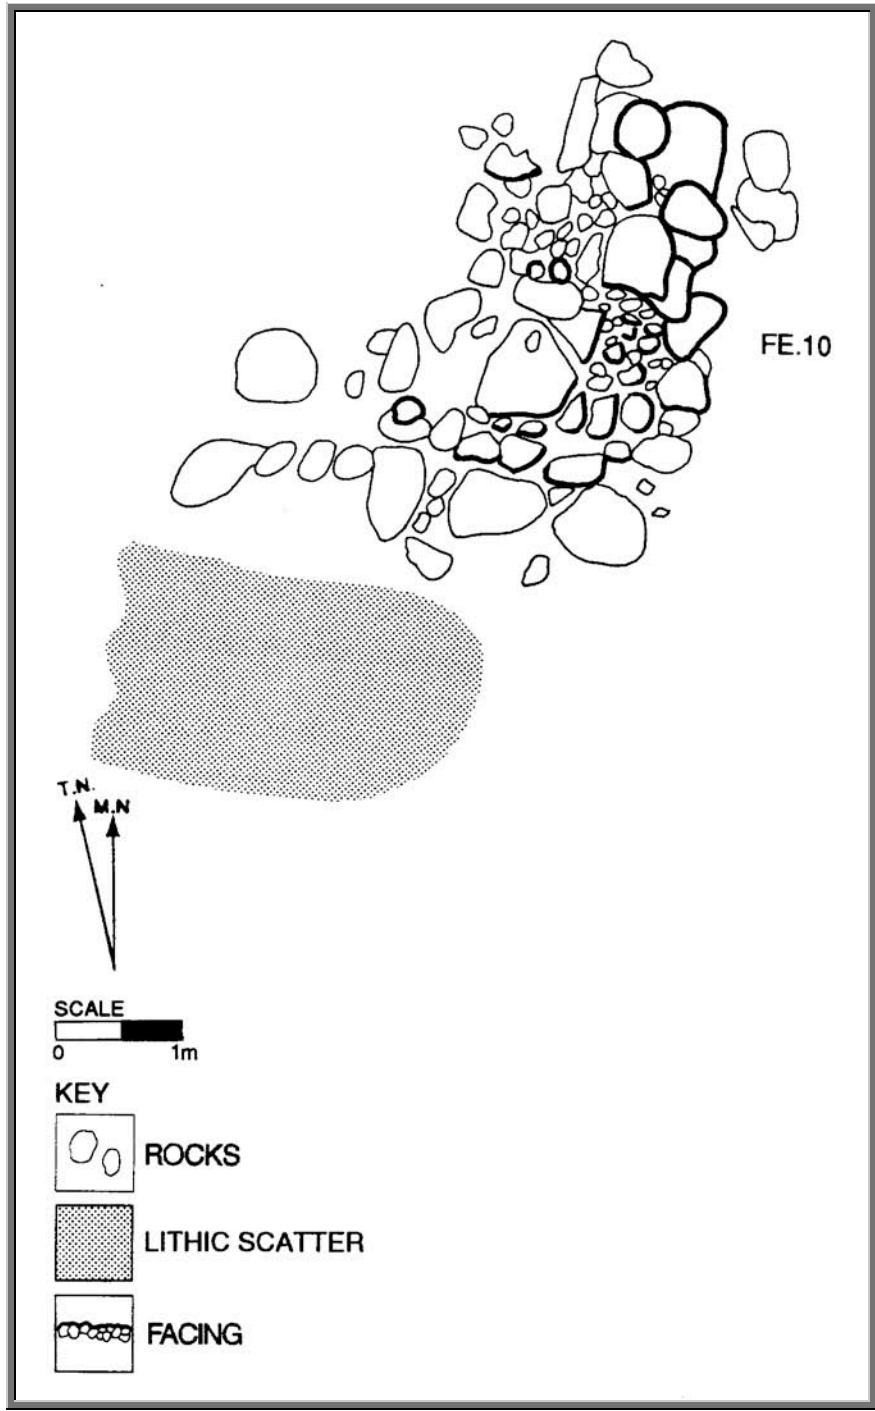 FE.10
T.N.
M.N
SCALE
0 1m
KEY
ROCKS
LITHIC SCATTER
FACING